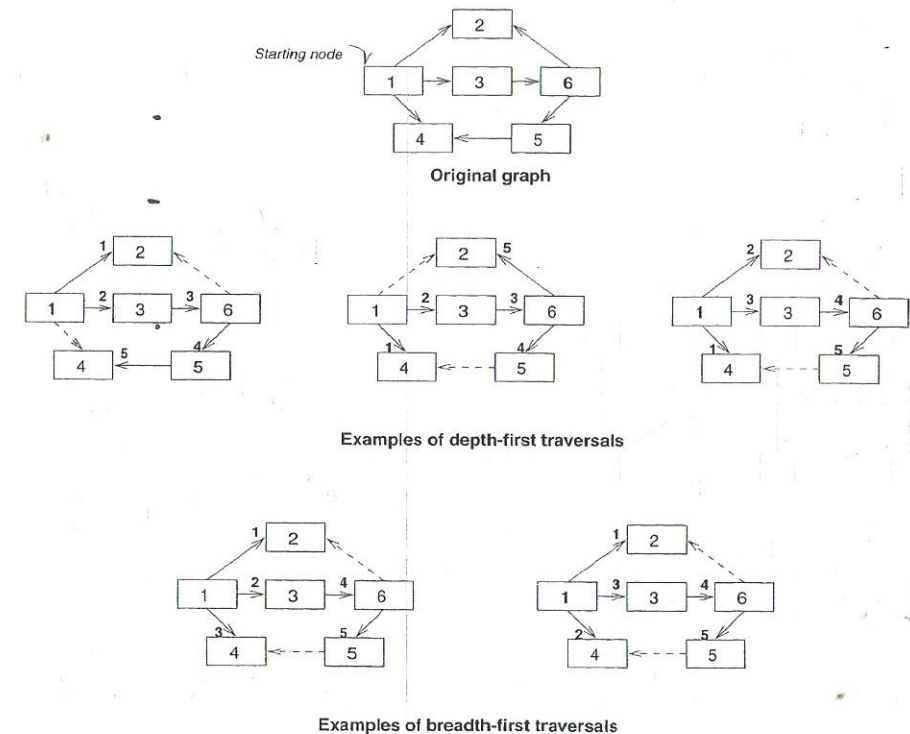 2
Starting node
1 3 6
4 5
Original graph
1 2 2 5 2 2
1 2 3 3 6 1 2 3 3 6 1 3 3 4 6
4 5 4 5 1 4 4 5 1 4 5 5
Examples of depth-first traversals
1 2 1 2
1 2 3 4 6 1 3 3 4 6
3 4 5 5 2 4 5 5
Examples of breadth-first traversals